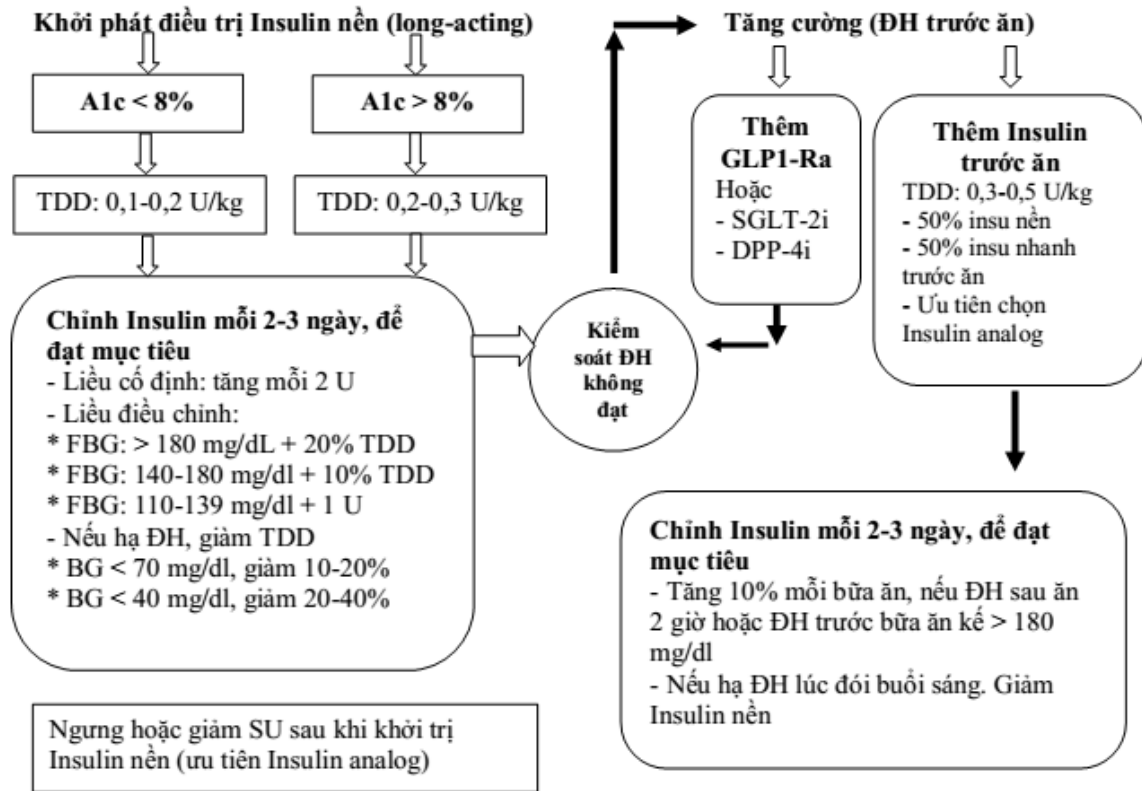 Khởi phát điều trị Insulin nền (long-acting)
A1c < 8%
A1c > 8%
TDD: 0,1-0,2 U/kg
TDD: 0,2-0,3 U/kg
Chỉnh Insulin mỗi 2-3 ngày, để
đạt mục tiêu
- Liều cố định: tăng mỗi 2 U
- Liều điều chỉnh:
* FBG: > 180 mg/dL + 20% TDD
* FBG: 140-180 mg/dl + 10% TDD
* FBG: 110-139 mg/dl + 1 U
- Nếu hạ ĐH, giảm TDD
* BG < 70 mg/dl, giảm 10-20%
* BG < 40 mg/dl, giảm 20-40%
Ngưng hoặc giảm SU sau khi khởi trị
Insulin nền (ưu tiên Insulin analog)
Kiểm
soát ĐH
không
đạt
Tăng cường (ĐH trước ăn)
Thêm
GLP1-Ra
Hoặc
- SGLT-2i
- DPP-4i
Thêm Insulin
trước ăn
TDD: 0,3-0,5 U/kg
- 50% insu nền
- 50% insu nhanh
trước ăn
- Ưu tiên chọn
Insulin analog
Chỉnh Insulin mỗi 2-3 ngày, để đạt
mục tiêu
- Tăng 10% mỗi bữa ăn, nếu ĐH sau ăn
2 giờ hoặc ĐH trước bữa ăn kế > 180
mg/dl
- Nếu hạ ĐH lúc đói buổi sáng. Giảm
Insulin nền